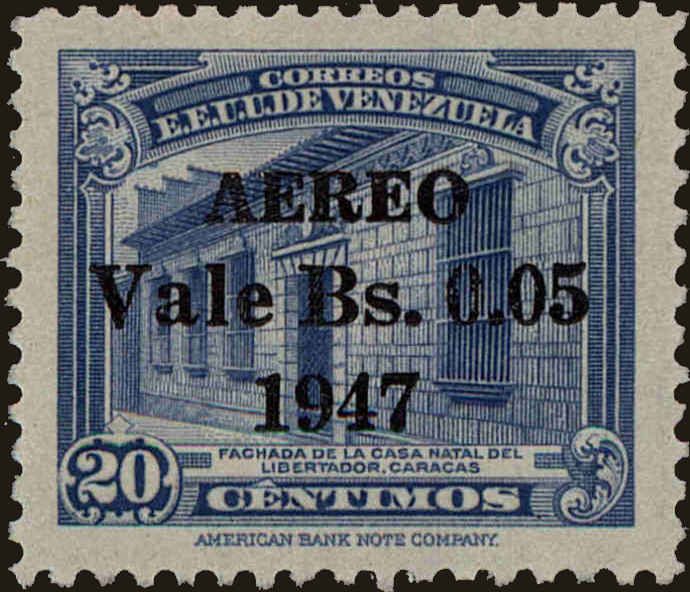 CORREOS
E.E.U.U.DE VENEZUELA
AEREO
Vale Bs. 0.05
1947
FACHADA DE LA CASA NATAL DEL
LIBERTADOR, CARACAS
20
CÉNTIMOS
AMERICAN BANK NOTE COMPANY.